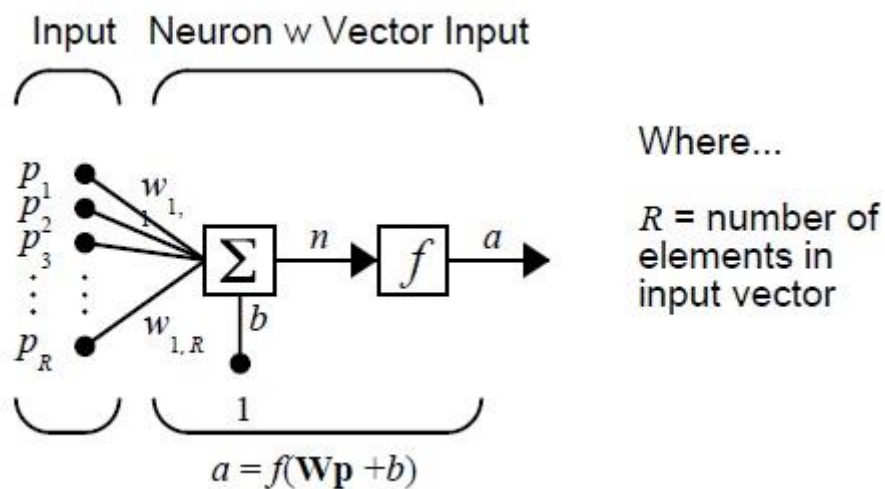 Input Neuron w Vector Input
Where...
p1
w1,1
p2
p3
R = number of
elements in
input vector
Σ n f a
b
pR
w1,R
1
a = f(Wp +b)